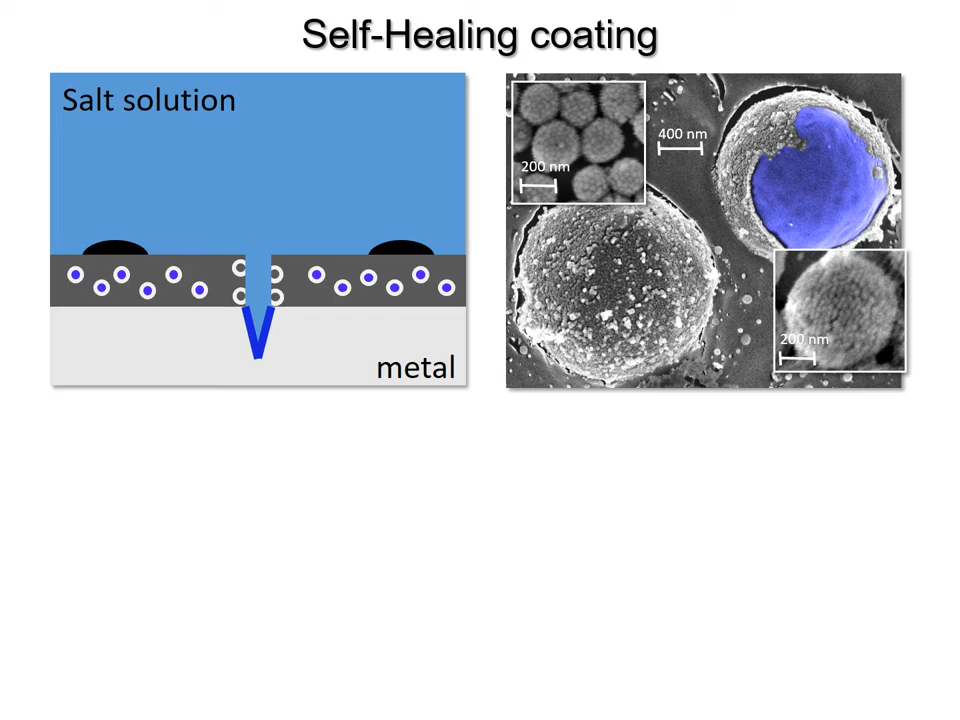 Self-Healing coating
Salt solution
metal
200 nm
400 nm
200 nm